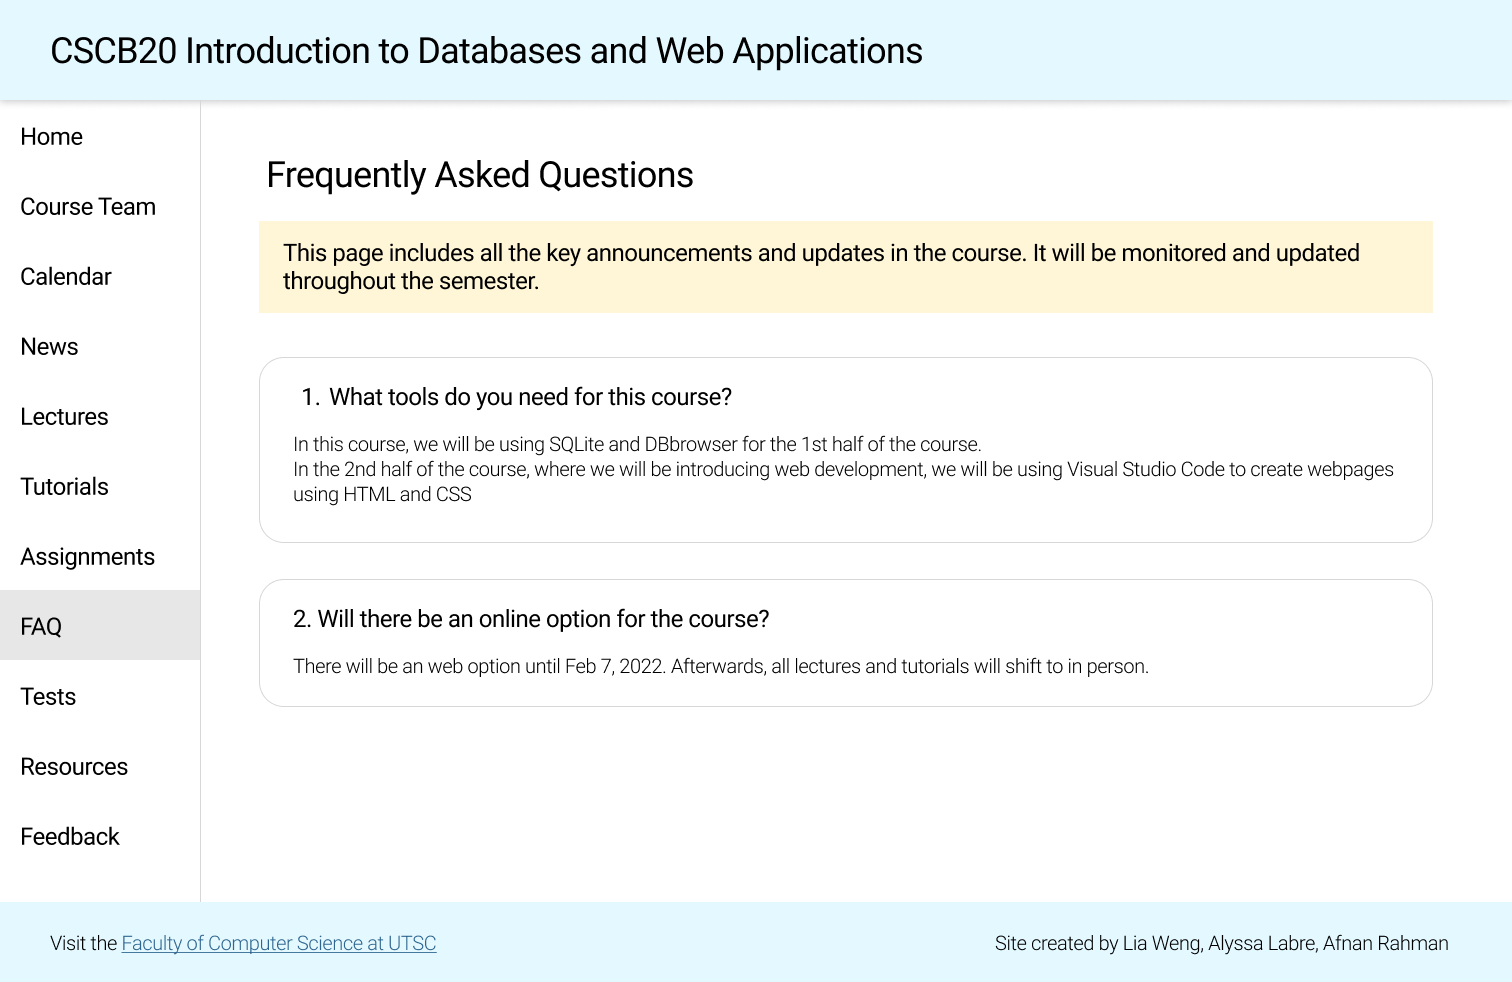 CSCB20 Introduction to Databases and Web Applications
Home
Course Team
Calendar
News
Lectures
Tutorials
Assignments
FAQ
Tests
Resources
Feedback
Frequently Asked Questions
This page includes all the key announcements and updates in the course. It will be monitored and updated
throughout the semester.
1. What tools do you need for this course?
In this course, we will be using SQLite and DBbrowser for the 1st half of the course.
In the 2nd half of the course, where we will be introducing web development, we will be using Visual Studio Code to create webpages
using HTML and CSS
2. Will there be an online option for the course?
There will be an web option until Feb 7, 2022. Afterwards, all lectures and tutorials will shift to in person.
Visit the Faculty of Computer Science at UTSC
Site created by Lia Weng, Alyssa Labre, Afnan Rahman